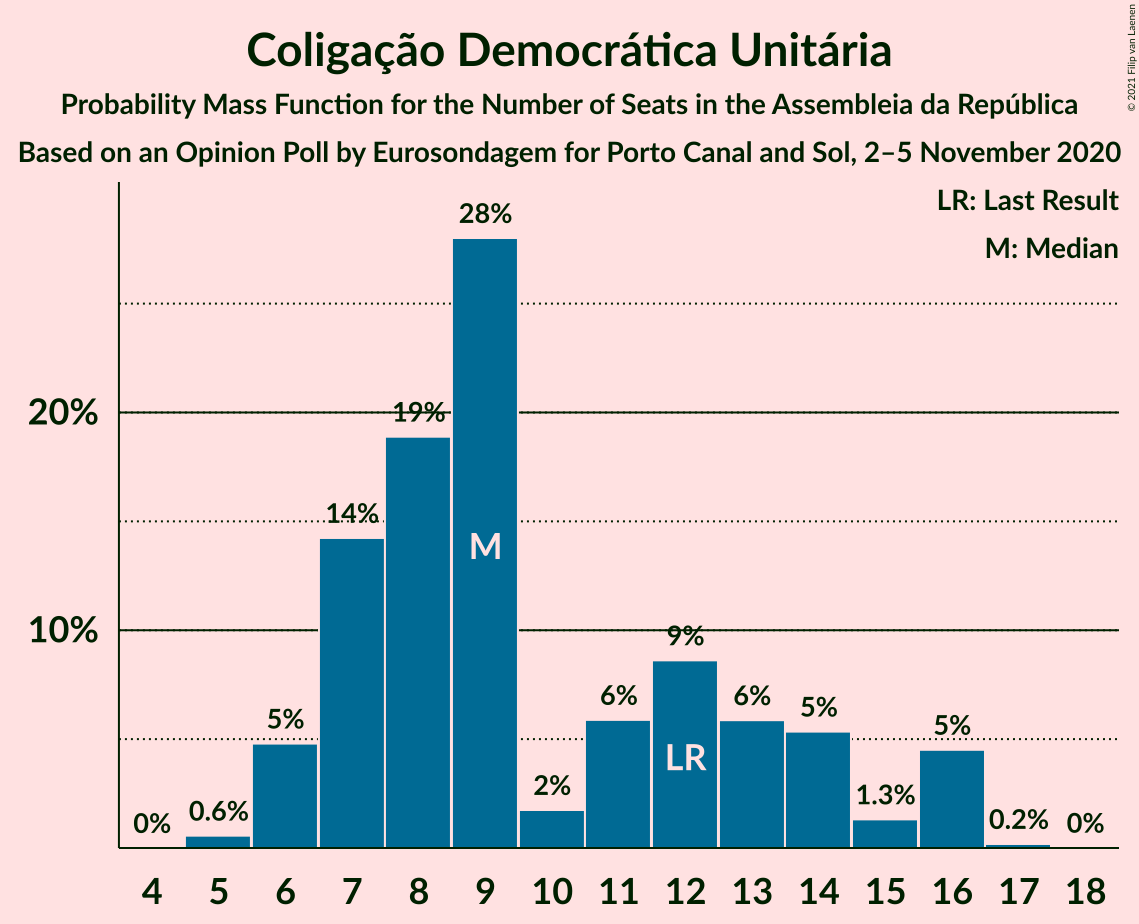 Coligação Democrática Unitária
Probability Mass Function for the Number of Seats in the Assembleia da República
Based on an Opinion Poll by Eurosondagem for Porto Canal and Sol, 2–5 November 2020
© 2021 Filip van Laenen
LR: Last Result
M: Median
20%
10%
0%
0.6%
5%
14%
19%
28%
2%
6%
9%
6%
5%
1.3%
5%
0.2%
0%
M
LR
4 5 6 7 8 9 10 11 12 13 14 15 16 17 18